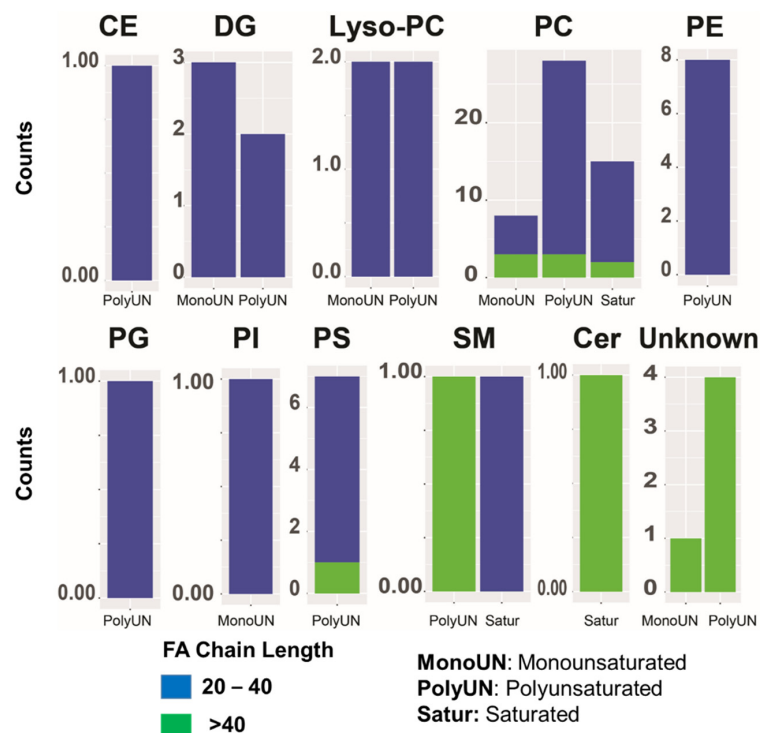 CE DG Lyso-PC PC PE
Counts
1.00
0.00
PolyUN
3
2
1
0
MonoUN PolyUN
2.0
1.0
0.0
MonoUN PolyUN
20
10
0
MonoUN PolyUN Satur
8
6
4
2
0
PolyUN
PG PI PS SM Cer Unknown
Counts
1.00
0.00
PolyUN
1.00
0.00
MonoUN
6
4
2
0
PolyUN
1.00
0.00
PolyUN Satur
1.00
0.00
Satur
4
3
2
1
0
MonoUN PolyUN
FA Chain Length
20 – 40
>40
MonoUN: Monounsaturated
PolyUN: Polyunsaturated
Satur: Saturated